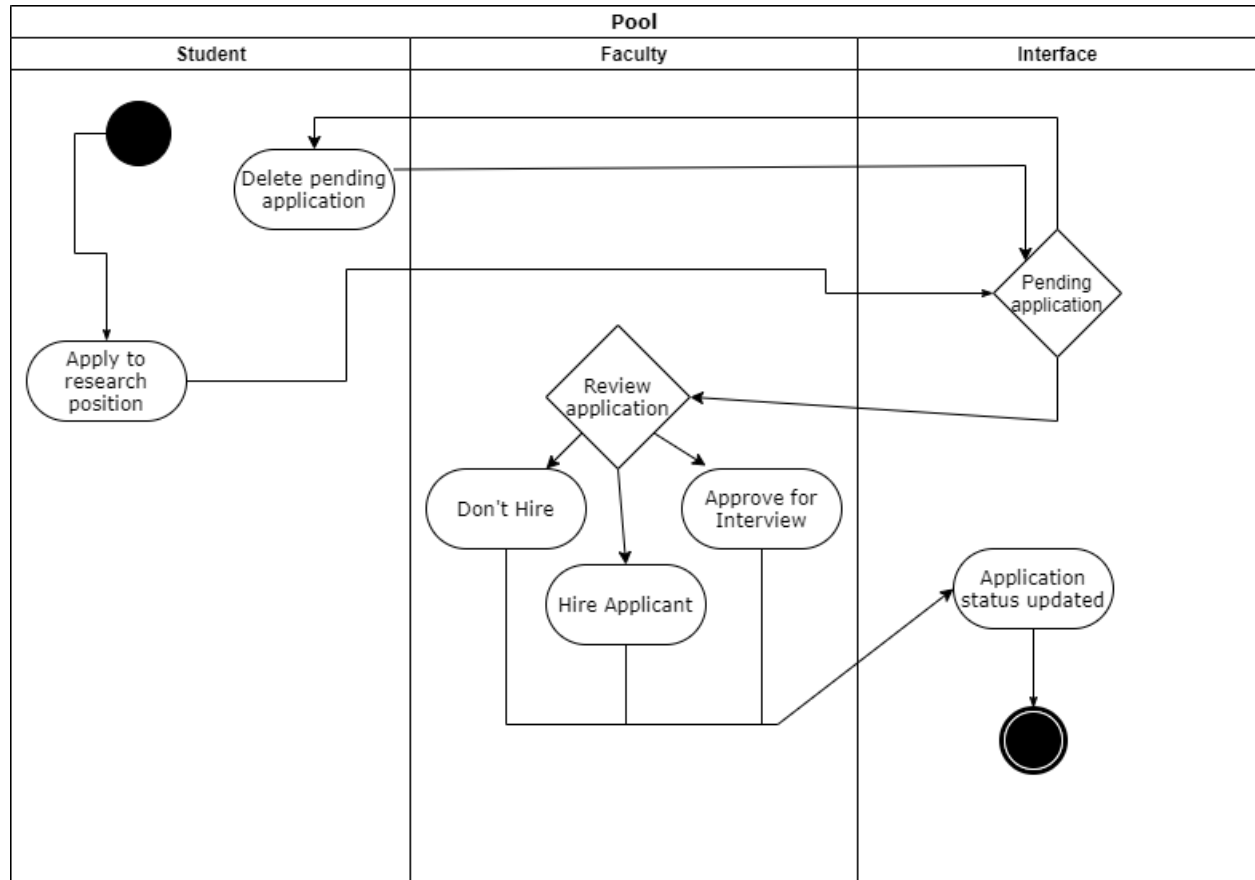 Pool
Student
Faculty
Interface
Delete pending
application
Pending
application
Apply to
research
position
Review
application
Don't Hire
Approve for
Interview
Hire Applicant
Application
status updated